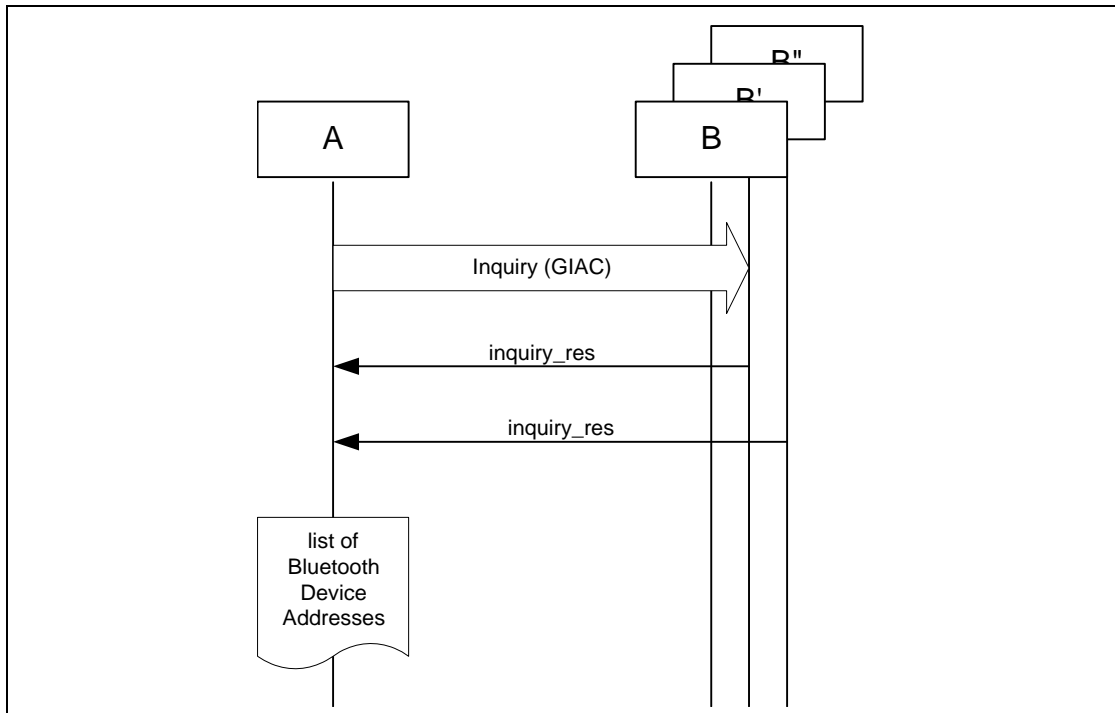 B"
B'
A
B
Inquiry (GIAC)
inquiry_res
inquiry_res
list of
Bluetooth
Device
Addresses